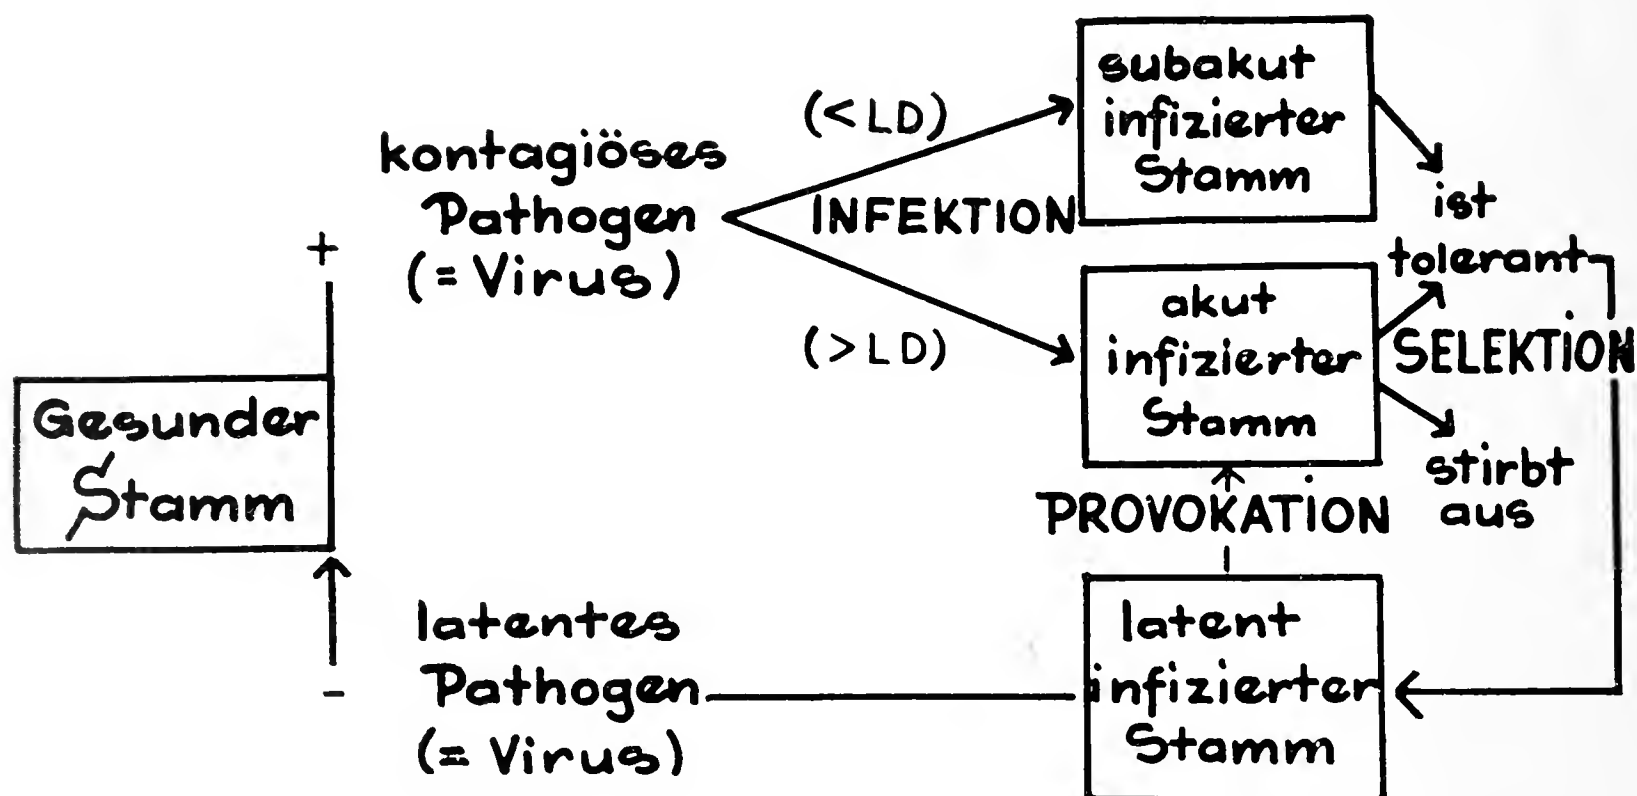 Gesunder
Stamm
+
-
kontagiöses
Pathogen
(= Virus)
(< LD)
INFEKTION
(> LD)
subakut
infizierter
Stamm
akut
infizierter
Stamm
ist
tolerant
SELEKTION
stirbt
aus
PROVOKATION
latentes
Pathogen
(= Virus)
latent
infizierter
Stamm